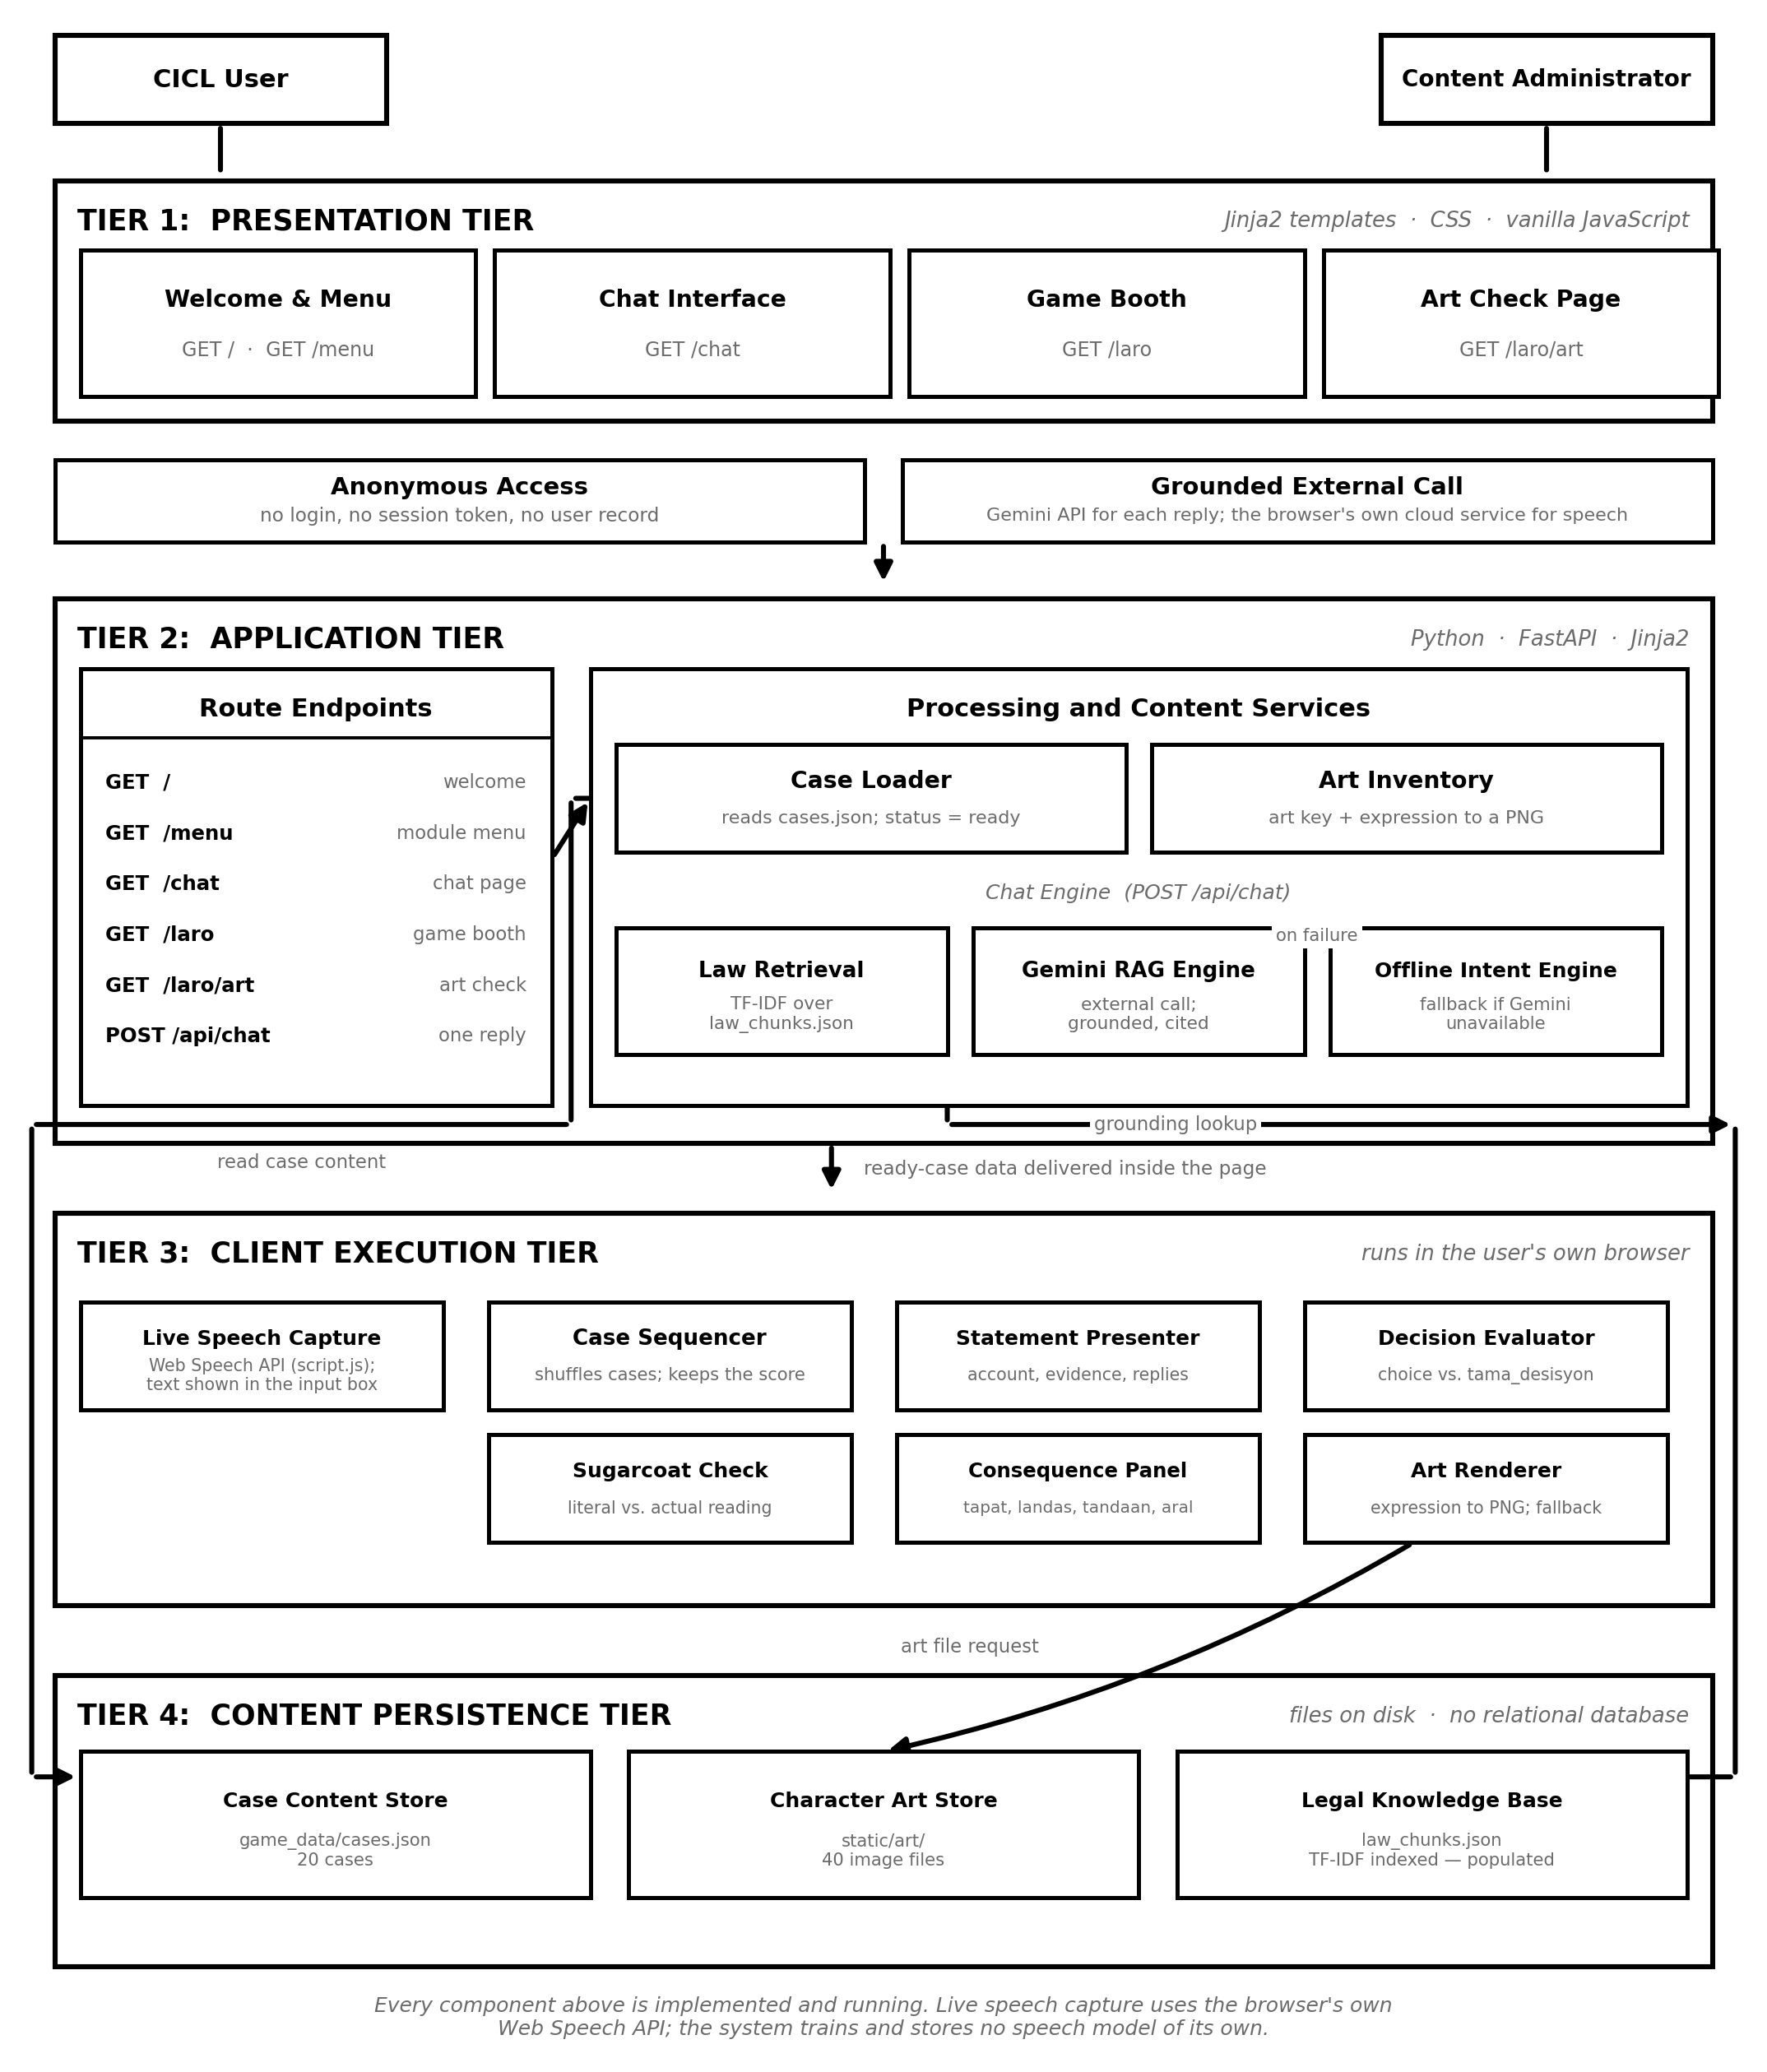 CICL User
Content Administrator
TIER 1:  PRESENTATION TIER
Jinja2 templates  ·  CSS  ·  vanilla JavaScript
Welcome & Menu
GET /  ·  GET /menu
Chat Interface
GET /chat
Game Booth
GET /laro
Art Check Page
GET /laro/art
Anonymous Access
no login, no session token, no user record
Grounded External Call
Gemini API for each reply; the browser's own cloud service for speech
TIER 2:  APPLICATION TIER
Python  ·  FastAPI  ·  Jinja2
Route Endpoints
GET  /
welcome
GET  /menu
module menu
GET  /chat
chat page
GET  /laro
game booth
GET  /laro/art
art check
POST /api/chat
one reply
Processing and Content Services
Case Loader
reads cases.json; status = ready
Art Inventory
art key + expression to a PNG
Chat Engine  (POST /api/chat)
on failure
Law Retrieval
TF-IDF over
law_chunks.json
Gemini RAG Engine
external call;
grounded, cited
Offline Intent Engine
fallback if Gemini
unavailable
grounding lookup
read case content
ready-case data delivered inside the page
TIER 3:  CLIENT EXECUTION TIER
runs in the user's own browser
Live Speech Capture
Web Speech API (script.js);
text shown in the input box
Case Sequencer
shuffles cases; keeps the score
Statement Presenter
account, evidence, replies
Decision Evaluator
choice vs. tama_desisyon
Sugarcoat Check
literal vs. actual reading
Consequence Panel
tapat, landas, tandaan, aral
Art Renderer
expression to PNG; fallback
art file request
TIER 4:  CONTENT PERSISTENCE TIER
files on disk  ·  no relational database
Case Content Store
game_data/cases.json
20 cases
Character Art Store
static/art/
40 image files
Legal Knowledge Base
law_chunks.json
TF-IDF indexed — populated
Every component above is implemented and running. Live speech capture uses the browser's own
Web Speech API; the system trains and stores no speech model of its own.